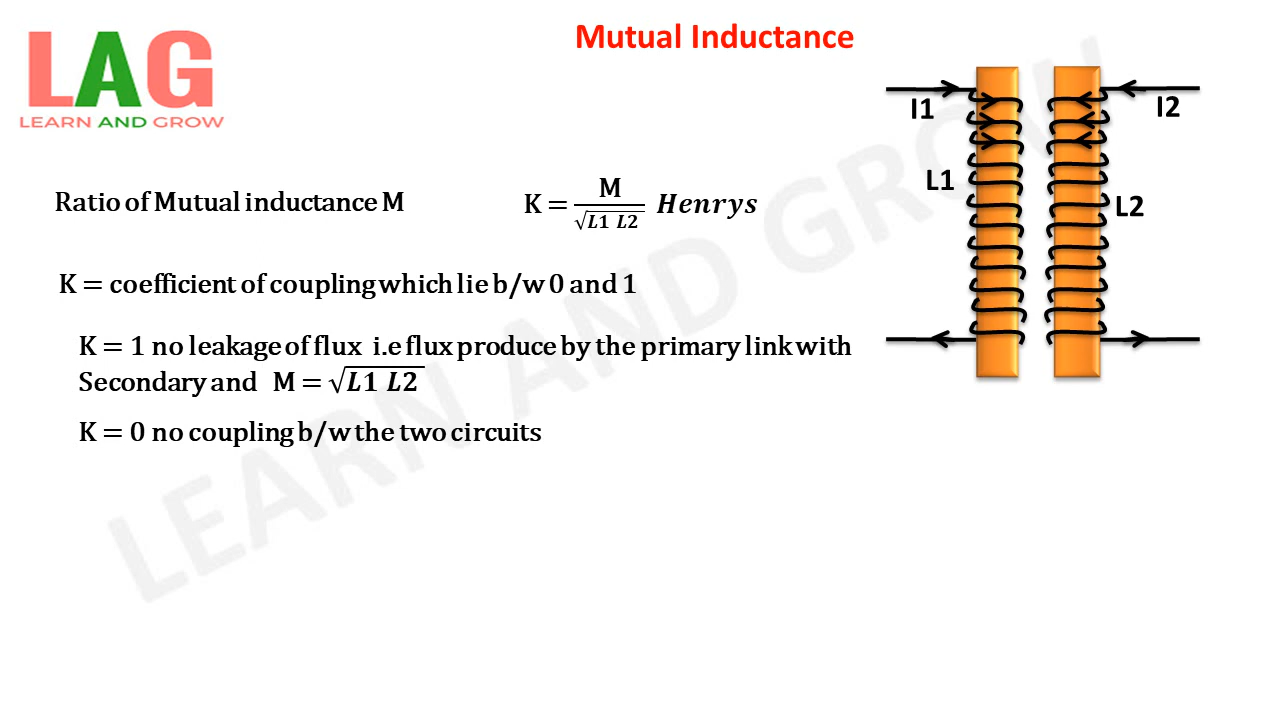 LAG
LEARN AND GROW
Mutual Inductance
I1
I2
L1
L2
Ratio of Mutual inductance M
K = M / √L1 L2 Henrys
K = coefficient of coupling which lie b/w 0 and 1
K = 1 no leakage of flux i.e flux produce by the primary link with
Secondary and M = √L1 L2
K = 0 no coupling b/w the two circuits
LEARN AND GROW